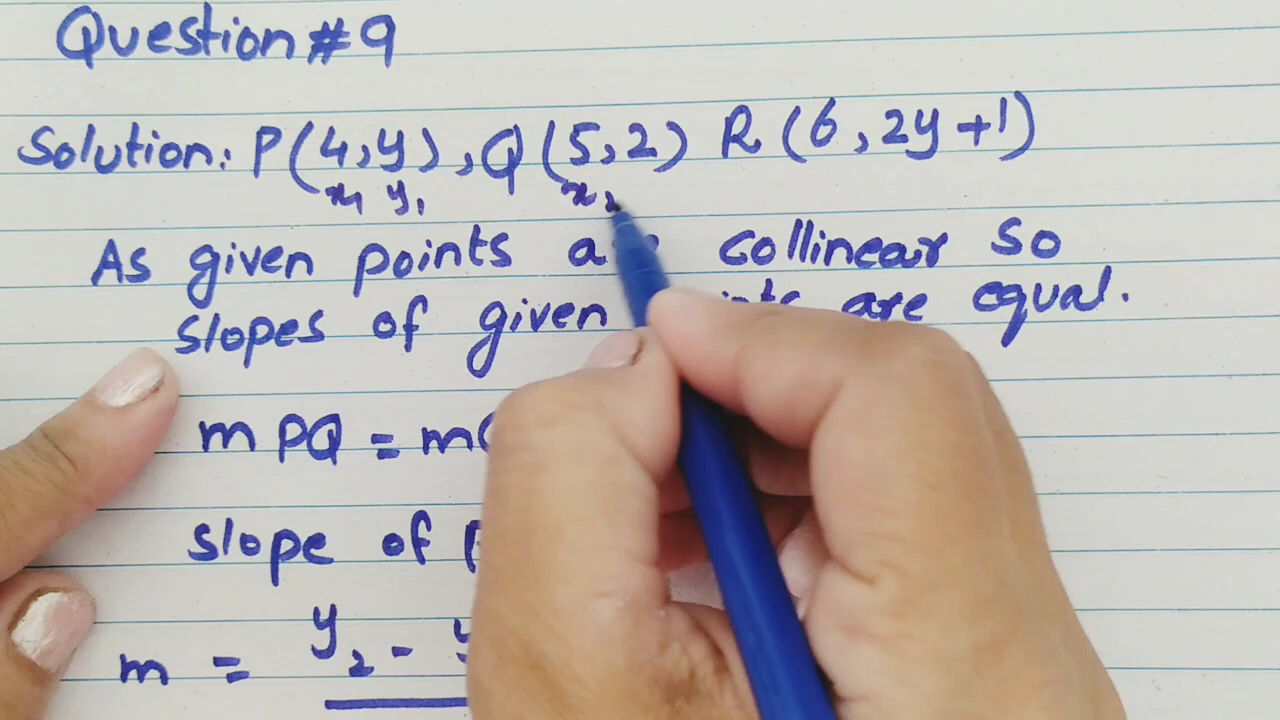 Question #9
Solution: P(4,y), Q(5,2) R(6,2y+1)
x₁ y₁ x₂
As given points collinear so
slopes of given are equal.
mPQ = m
slope of
m = y₂ -